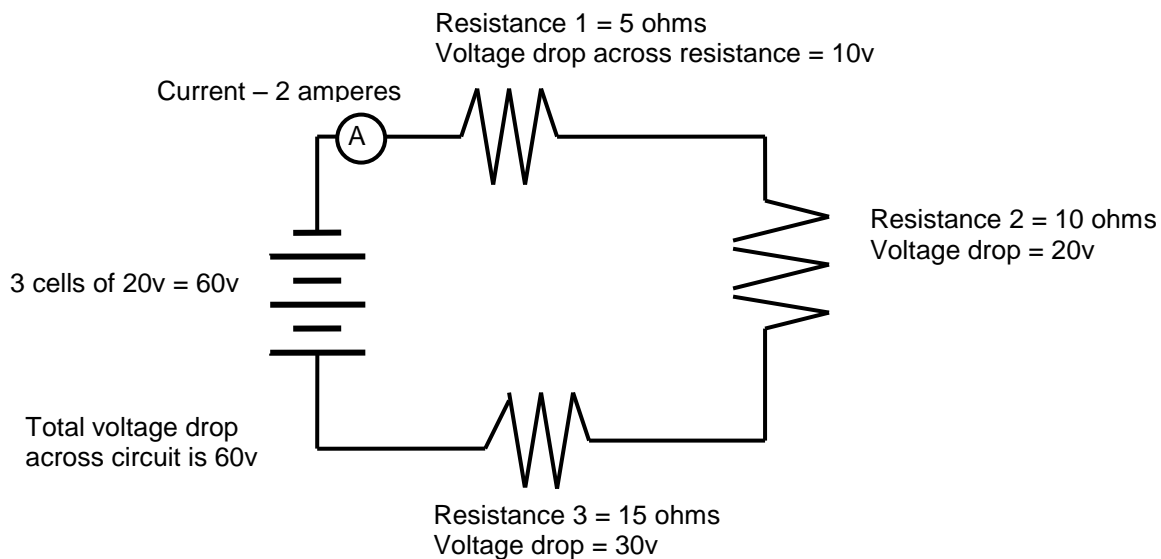 Resistance 1 = 5 ohms
Voltage drop across resistance = 10v
Current – 2 amperes
A
Resistance 2 = 10 ohms
Voltage drop = 20v
3 cells of 20v = 60v
Total voltage drop
across circuit is 60v
Resistance 3 = 15 ohms
Voltage drop = 30v